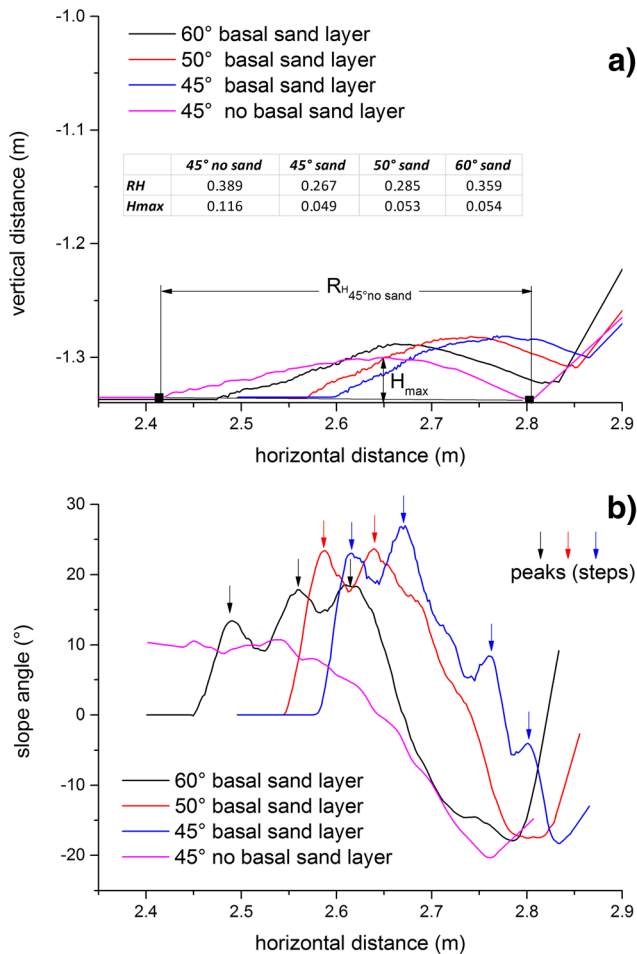 a)
-1.0
-1.1
-1.2
-1.3
vertical distance (m)
60° basal sand layer
50° basal sand layer
45° basal sand layer
45° no basal sand layer
45° no sand 45° sand 50° sand 60° sand
RH 0.389 0.267 0.285 0.359
Hmax 0.116 0.049 0.053 0.054
RH45°no sand
Hmax
2.4 2.5 2.6 2.7 2.8 2.9
horizontal distance (m)
b)
30
20
10
0
-10
-20
slope angle (°)
peaks (steps)
60° basal sand layer
50° basal sand layer
45° basal sand layer
45° no basal sand layer
2.4 2.5 2.6 2.7 2.8 2.9
horizontal distance (m)